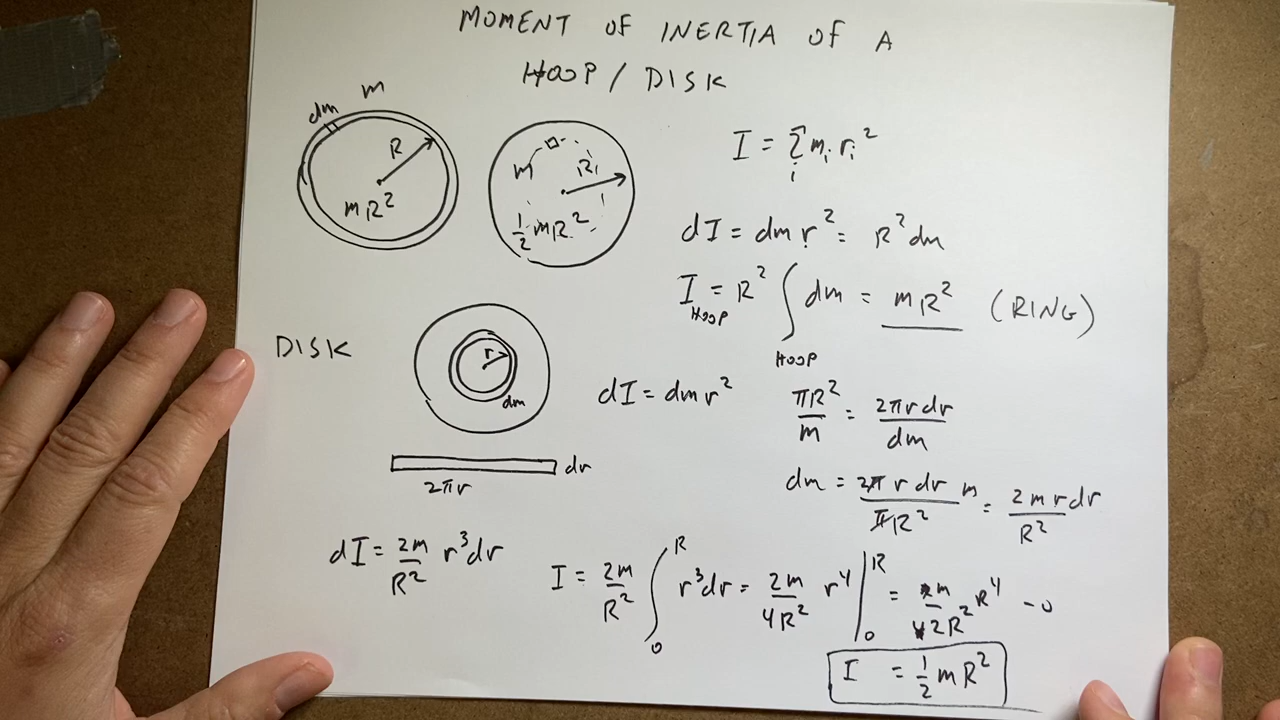 MOMENT OF INERTIA OF A
HOOP / DISK
dm m
R
mR²
m R₁
½ mR²
I = Σ mᵢ rᵢ²
i
dI = dm r² = R² dm
I = R² ∫ dm = mR² (RING)
HOOP
HOOP
DISK
r
dm
dI = dm r²
πR²/m = 2πr dr/dm
dr
2πr
dm = 2π r dr m/πR² = 2 m r dr/R²
dI = 2m/R² r³ dr
I = 2m/R² ∫₀ᴿ r³ dr = 2m/4R² r⁴ |₀ᴿ = m/2R² R⁴ - 0
I = ½ mR²